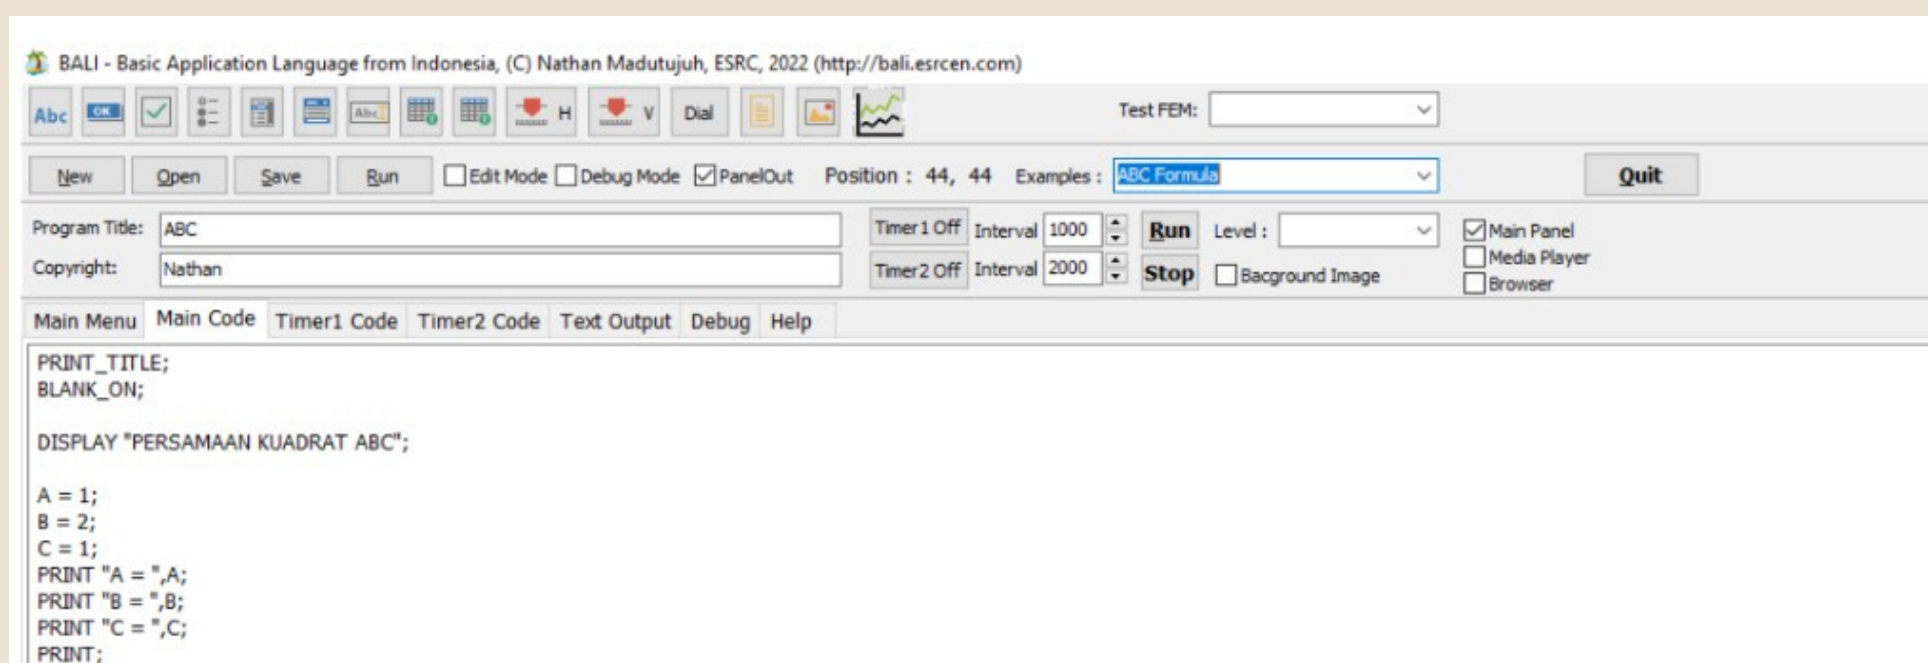 BALI - Basic Application Language from Indonesia, (C) Nathan Madutujuh, ESRC, 2022 (http://bali.esrcen.com)
Abc OK Abc H V Dial Test FEM:
New Open Save Run Edit Mode Debug Mode PanelOut Position : 44, 44 Examples : ABC Formula Quit
Program Title: ABC Timer1 Off Interval 1000 Run Level : Main Panel
Media Player
Copyright: Nathan Timer2 Off Interval 2000 Stop Bacground Image
Browser
Main Menu Main Code Timer1 Code Timer2 Code Text Output Debug Help
PRINT_TITLE;
BLANK_ON;
DISPLAY "PERSAMAAN KUADRAT ABC";
A = 1;
B = 2;
C = 1;
PRINT "A = ",A;
PRINT "B = ",B;
PRINT "C = ",C;
PRINT;